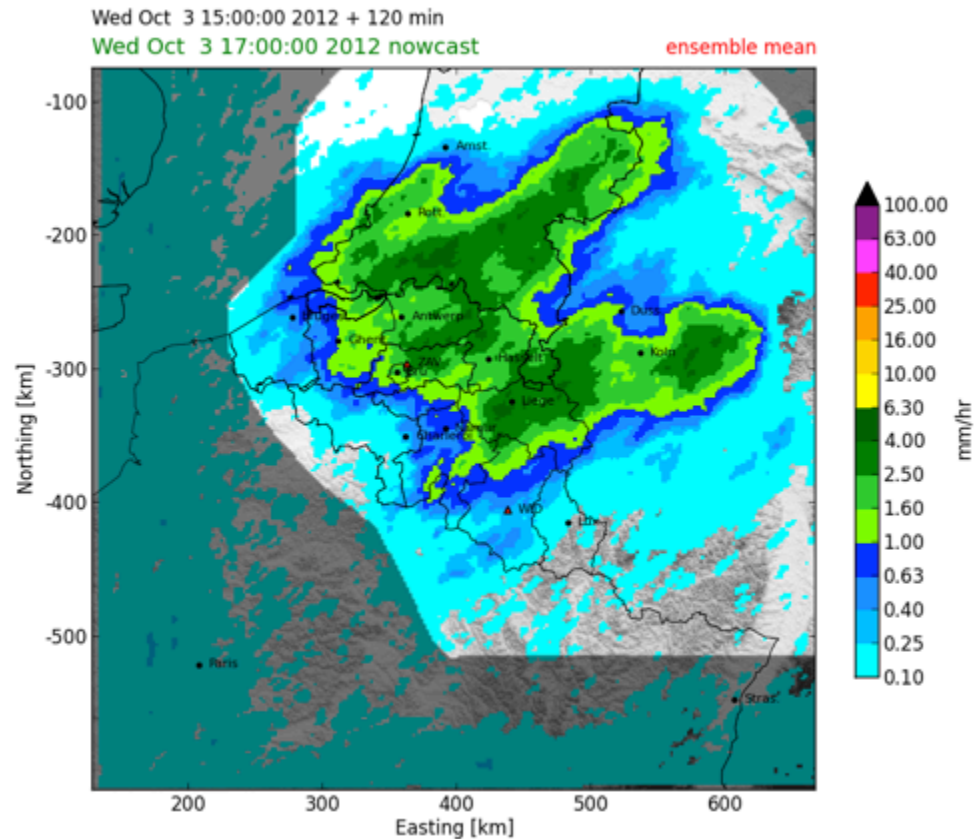 Wed Oct  3 15:00:00 2012 + 120 min
Wed Oct  3 17:00:00 2012 nowcast
ensemble mean
-100
-200
-300
-400
-500
Northing [km]
200
300
400
500
600
Easting [km]
Amst.
Rott
Antwerp
Ghent
ZAV
Hasselt
Duss
Koln
Liege
WID
Lux
Paris
Stras.
100.00
63.00
40.00
25.00
16.00
10.00
6.30
4.00
2.50
1.60
1.00
0.63
0.40
0.25
0.10
mm/hr